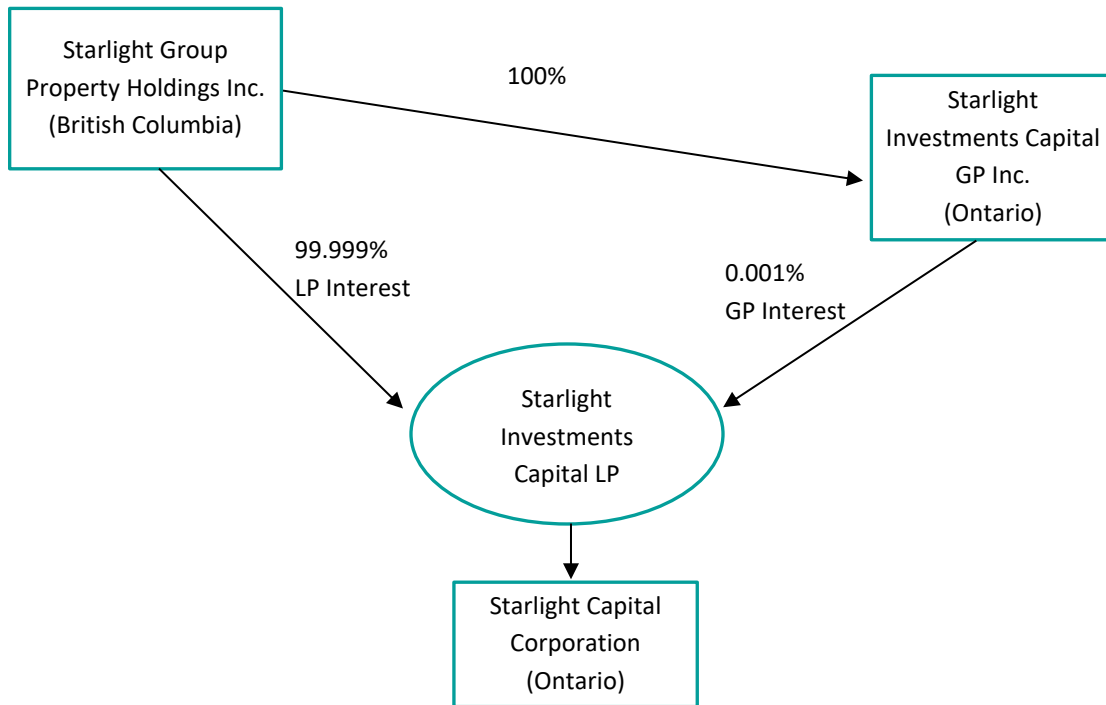 Starlight Group
Property Holdings Inc.
(British Columbia)
100%
Starlight
Investments Capital
GP Inc.
(Ontario)
99.999%
LP Interest
0.001%
GP Interest
Starlight
Investments
Capital LP
Starlight Capital
Corporation
(Ontario)